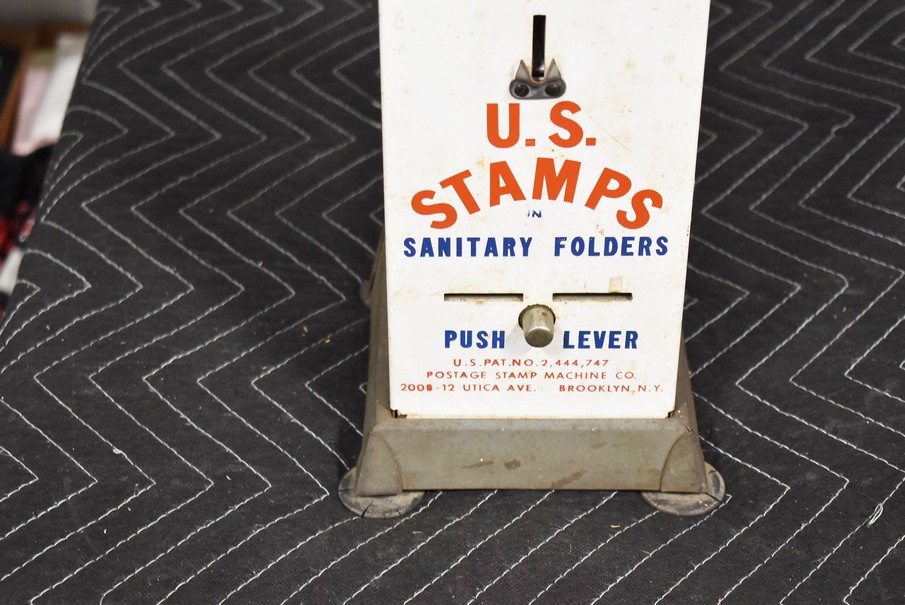 U.S.
STAMPS
IN
SANITARY FOLDERS
PUSH LEVER
U.S.PAT.NO.2,444,747
POSTAGE STAMP MACHINE CO.
2008-12 UTICA AVE. BROOKLYN, N.Y.